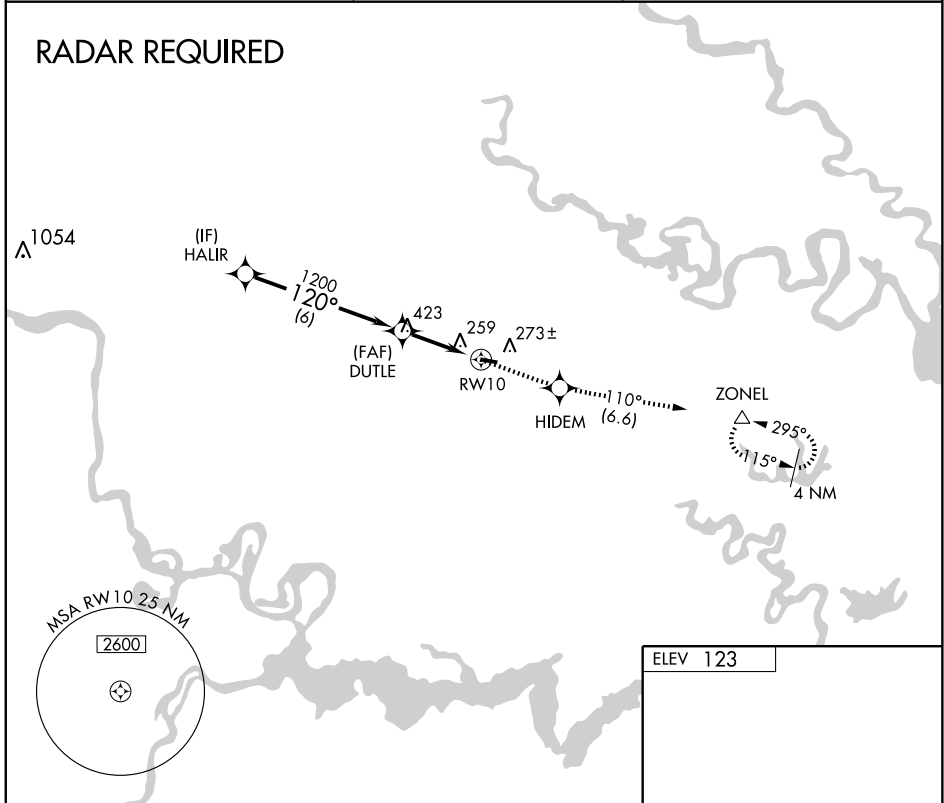 RADAR REQUIRED
1054
(IF)
HALIR
1200
120°
(6)
423
(FAF)
DUTLE
259
273±
RW10
HIDEM
110°
(6.6)
ZONEL
295°
115°
4 NM
MSA RW10 25 NM
2600
ELEV 123